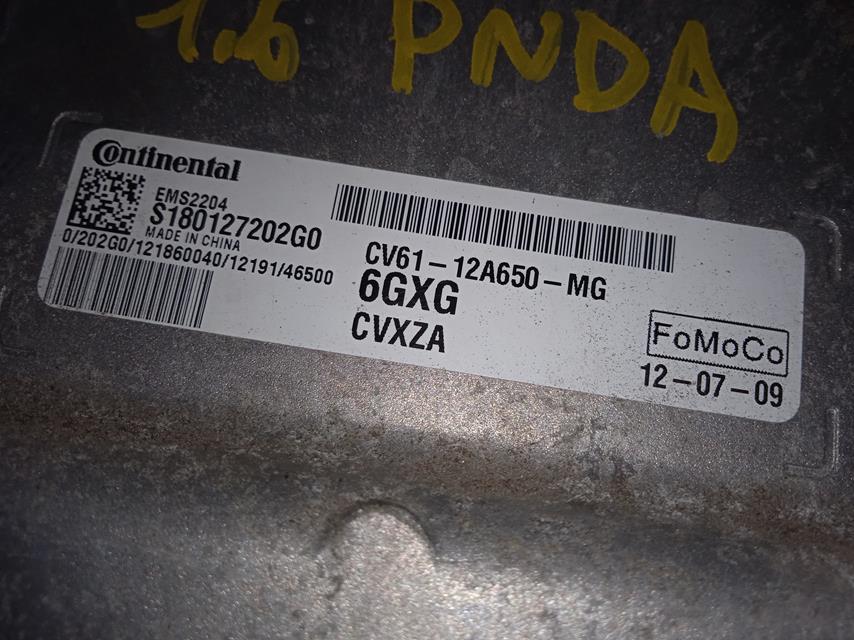 1.6 PNDA
Continental
EMS2204
S180127202G0
MADE IN CHINA
0/202G0/121860040/12191/46500
CV61-12A650-MG
6GXG
CVXZA
FoMoCo
12-07-09